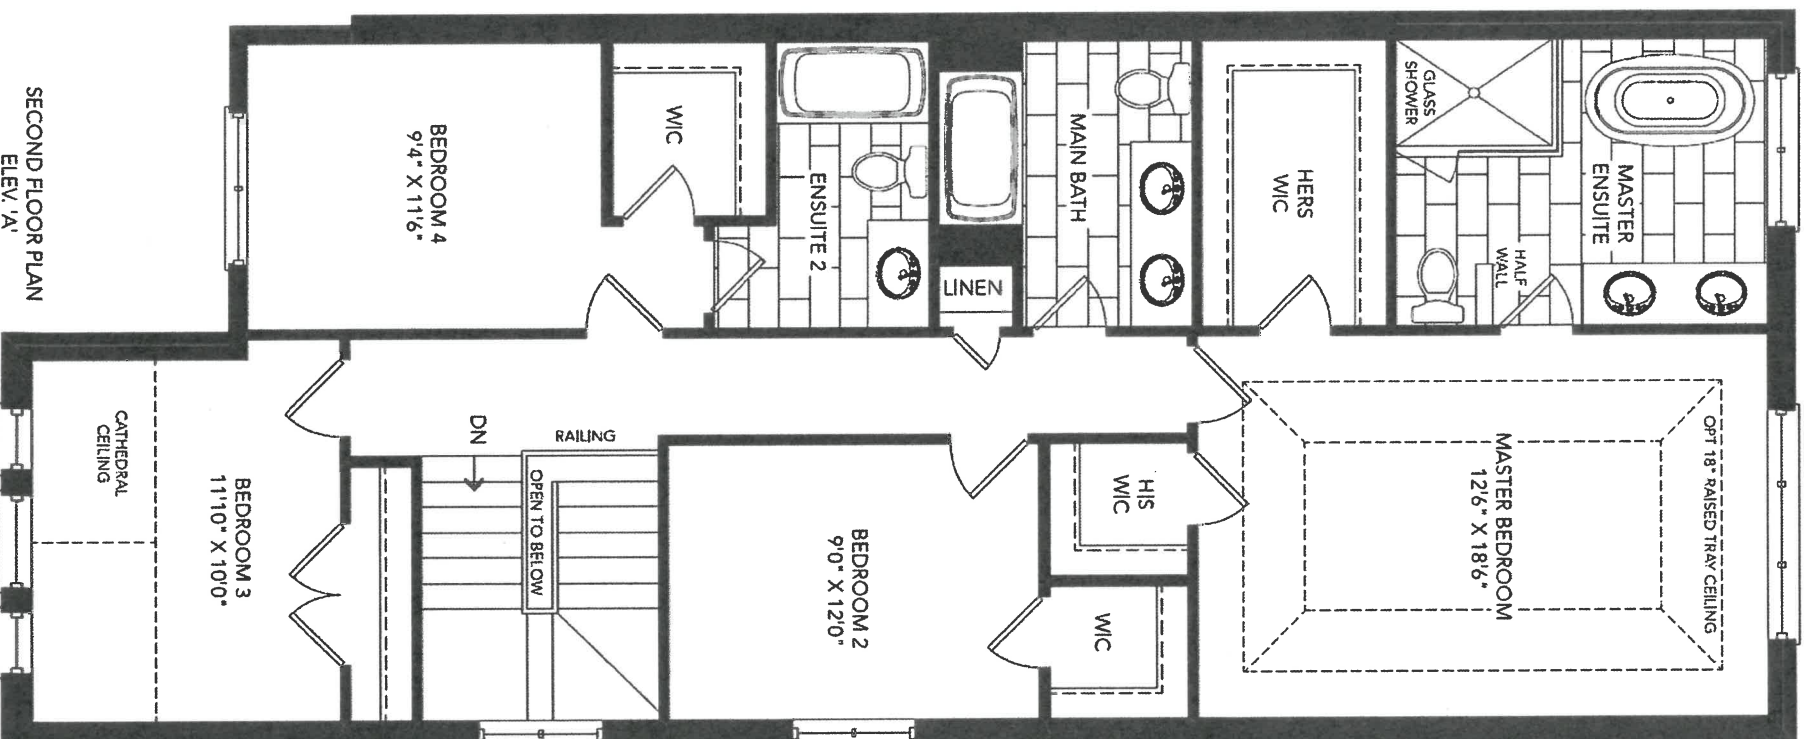 SECOND FLOOR PLAN
ELEV. 'A'
BEDROOM 4
9'4" X 11'6"
WIC
ENSUITE 2
LINEN
MAIN BATH
HERS
WIC
GLASS
SHOWER
MASTER
ENSUITE
HALF
WALL
CATHEDRAL
CEILING
BEDROOM 3
11'10" X 10'0"
DN
RAILING
OPEN TO BELOW
BEDROOM 2
9'0" X 12'0"
HIS
WIC
WIC
MASTER BEDROOM
12'6" X 18'6"
OPT 18" RAISED TRAY CEILING